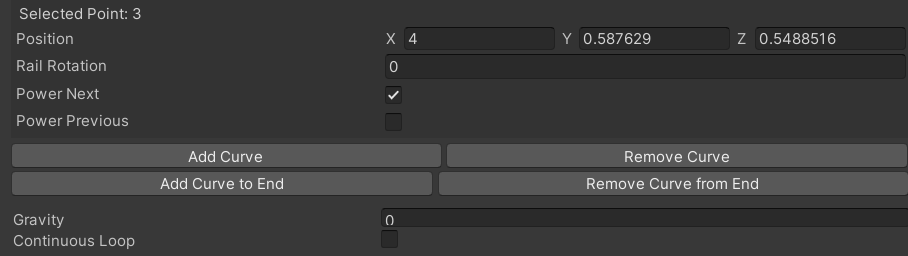 Selected Point: 3
Position X 4 Y 0.587629 Z 0.5488516
Rail Rotation 0
Power Next
Power Previous
Add Curve Remove Curve
Add Curve to End Remove Curve from End
Gravity 0
Continuous Loop